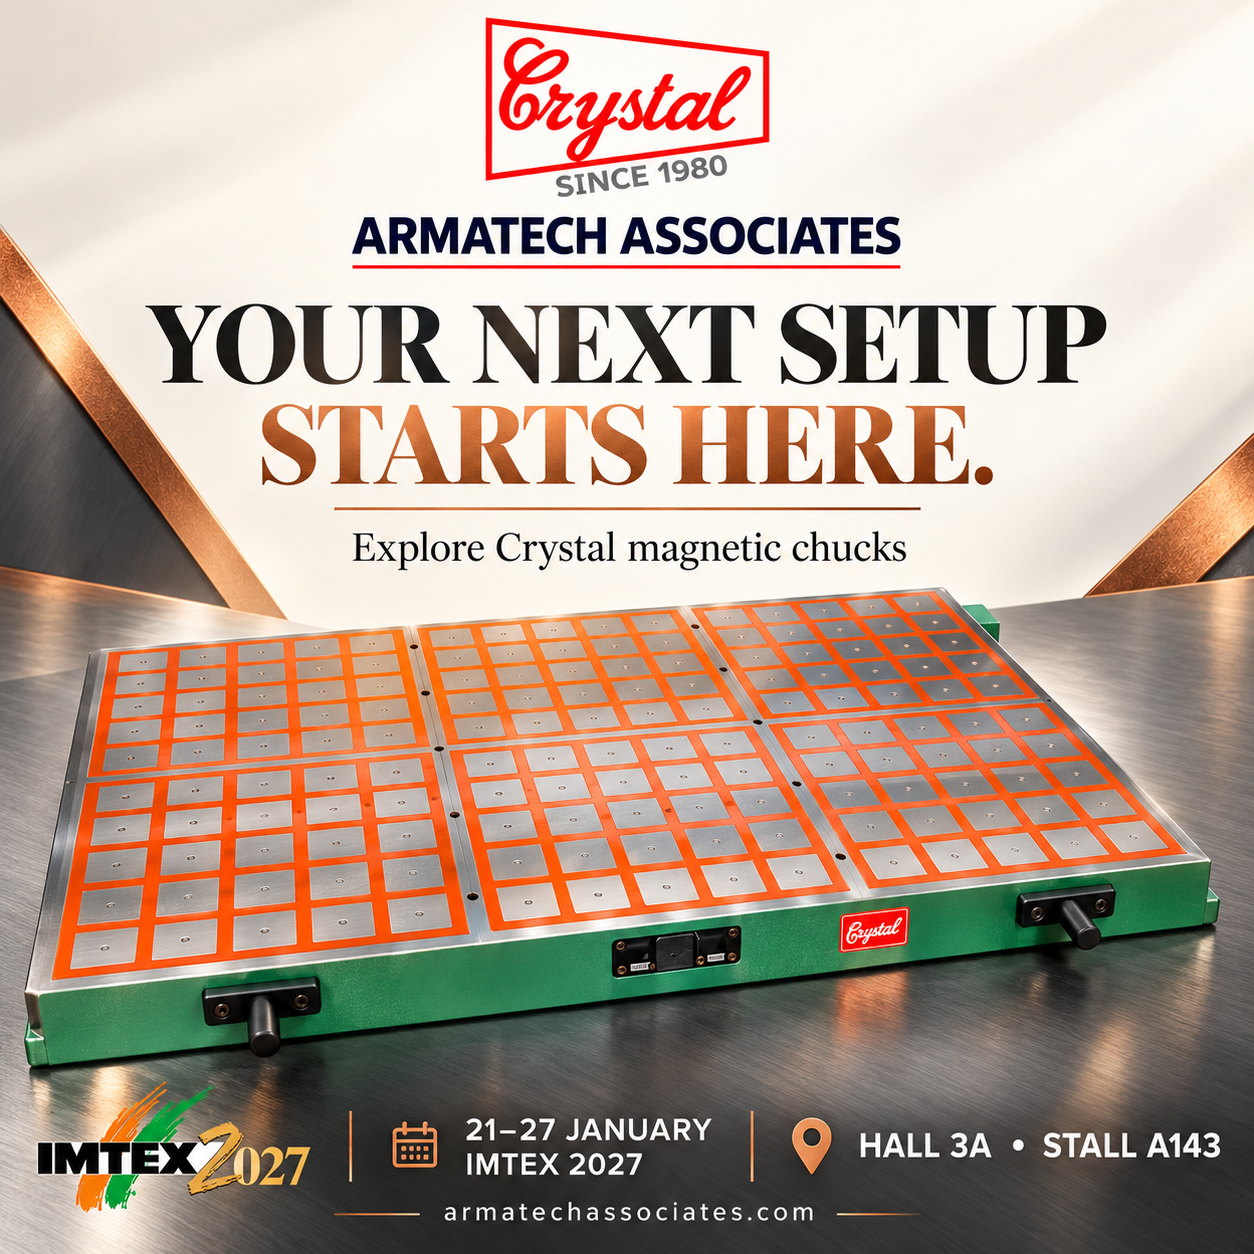 Crystal
SINCE 1980
ARMATECH ASSOCIATES
YOUR NEXT SETUP
STARTS HERE.
Explore Crystal magnetic chucks
Crystal
IMTEX 2027
21–27 JANUARY
IMTEX 2027
HALL 3A • STALL A143
armatechassociates.com